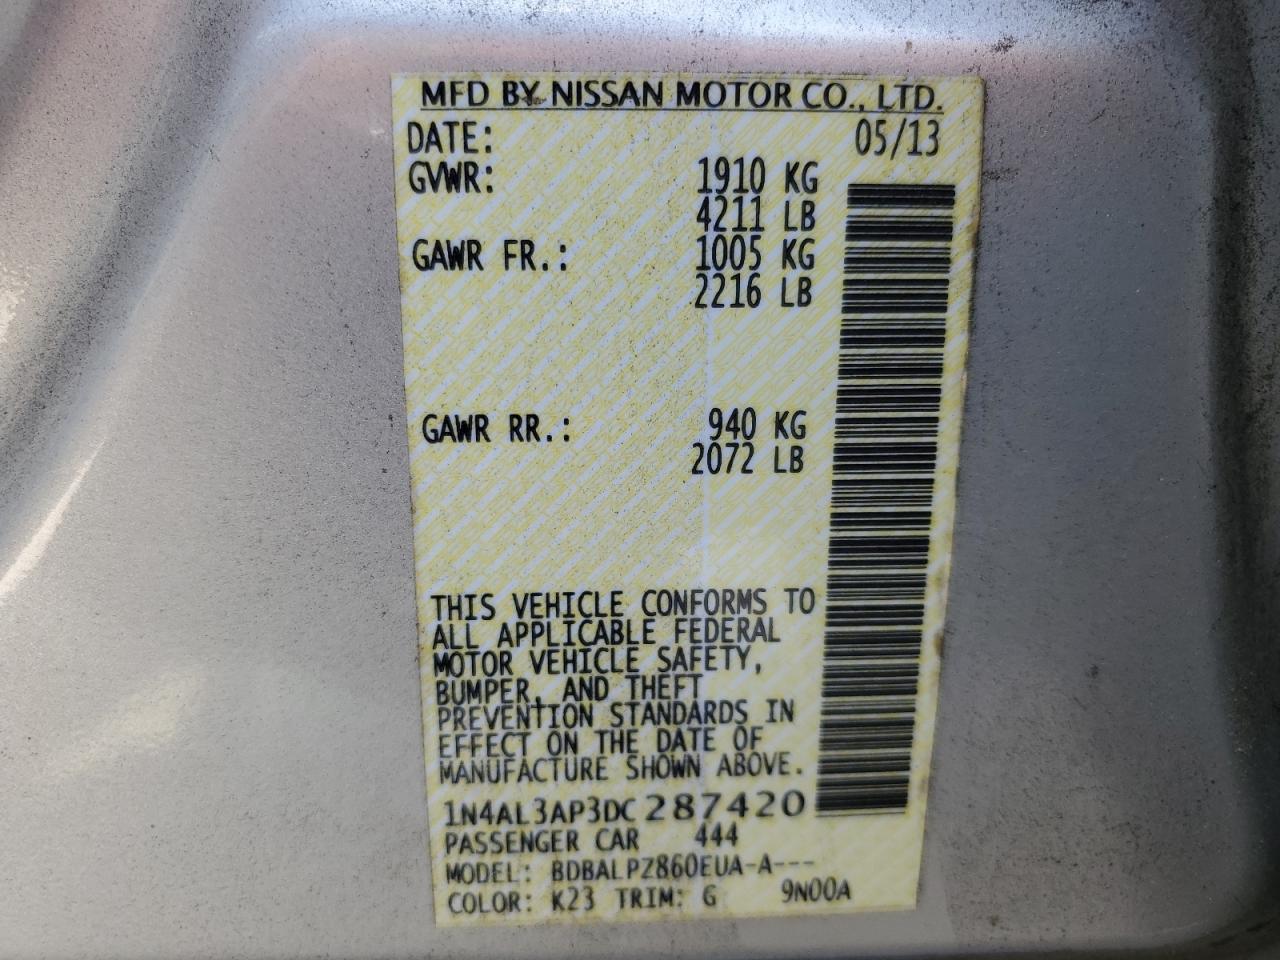 MFD BY NISSAN MOTOR CO., LTD.
DATE: 05/13
GVWR: 1910 KG
4211 LB
GAWR FR.: 1005 KG
2216 LB
GAWR RR.: 940 KG
2072 LB
THIS VEHICLE CONFORMS TO
ALL APPLICABLE FEDERAL
MOTOR VEHICLE SAFETY,
BUMPER, AND THEFT
PREVENTION STANDARDS IN
EFFECT ON THE DATE OF
MANUFACTURE SHOWN ABOVE.
1N4AL3AP3DC287420
PASSENGER CAR 444
MODEL: BDBALPZ860EUA-A---
COLOR: K23 TRIM: G 9N00A